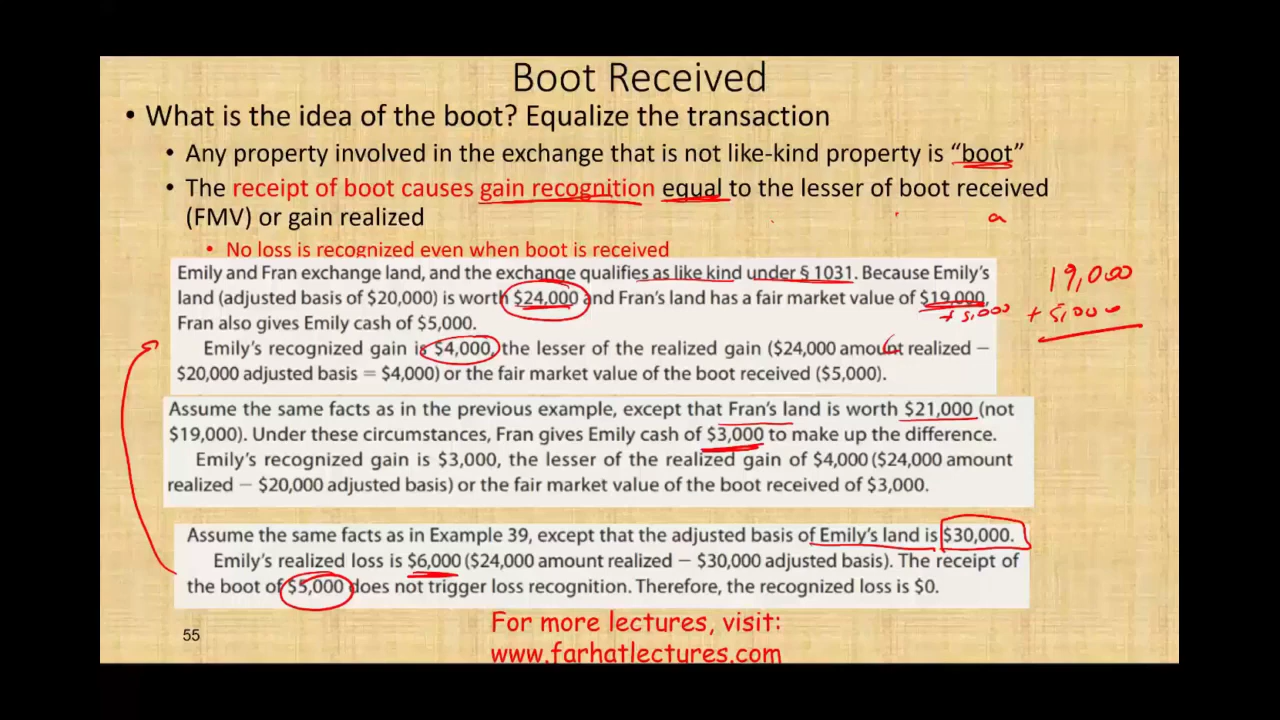 Boot Received
• What is the idea of the boot? Equalize the transaction
• Any property involved in the exchange that is not like-kind property is “boot”
• The receipt of boot causes gain recognition equal to the lesser of boot received
(FMV) or gain realized
• No loss is recognized even when boot is received
Emily and Fran exchange land, and the exchange qualifies as like kind under § 1031. Because Emily’s
land (adjusted basis of $20,000) is worth $24,000 and Fran’s land has a fair market value of $19,000,
Fran also gives Emily cash of $5,000.
+ 5,000
19,000
+ 5,000
Emily’s recognized gain is $4,000, the lesser of the realized gain ($24,000 amount realized −
$20,000 adjusted basis = $4,000) or the fair market value of the boot received ($5,000).
Assume the same facts as in the previous example, except that Fran’s land is worth $21,000 (not
$19,000). Under these circumstances, Fran gives Emily cash of $3,000 to make up the difference.
Emily’s recognized gain is $3,000, the lesser of the realized gain of $4,000 ($24,000 amount
realized − $20,000 adjusted basis) or the fair market value of the boot received of $3,000.
Assume the same facts as in Example 39, except that the adjusted basis of Emily’s land is $30,000.
Emily’s realized loss is $6,000 ($24,000 amount realized − $30,000 adjusted basis). The receipt of
the boot of $5,000 does not trigger loss recognition. Therefore, the recognized loss is $0.
For more lectures, visit:
www.farhatlectures.com
55